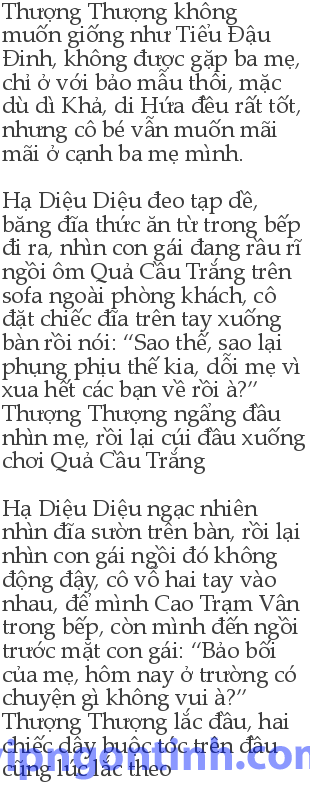 Thượng Thượng không
muốn giống như Tiểu Đậu
Đinh, không được gặp ba mẹ,
chỉ ở với bảo mẫu thôi, mặc
dù dì Khả, di Hứa đều rất tốt,
nhưng cô bé vẫn muốn mãi
mãi ở cạnh ba mẹ mình.

Hạ Diệu Diệu đeo tạp dề,
băng đĩa thức ăn từ trong bếp
đi ra, nhìn con gái đang rầu rĩ
ngồi ôm Quả Cầu Trắng trên
sofa ngoài phòng khách, cô
đặt chiếc đĩa trên tay xuống
bàn rồi nói: “Sao thế, sao lại
phụng phịu thế kia, dỗi mẹ vì
xua hết các bạn về rồi à?”
Thượng Thượng ngẩng đầu
nhìn mẹ, rồi lại cúi đầu xuống
chơi Quả Cầu Trắng

Hạ Diệu Diệu ngạc nhiên
nhìn đĩa sườn trên bàn, rồi lại
nhìn con gái ngồi đó không
động đậy, cô vỗ hai tay vào
nhau, để mình Cao Trạm Vân
trong bếp, còn mình đến ngồi
trước mặt con gái: “Bảo bối
của mẹ, hôm nay ở trường có
chuyện gì không vui à?”
Thượng Thượng lắc đầu, hai
chiếc dây buộc tóc trên đầu
cũng lúc lắc theo
vipngontinh.com